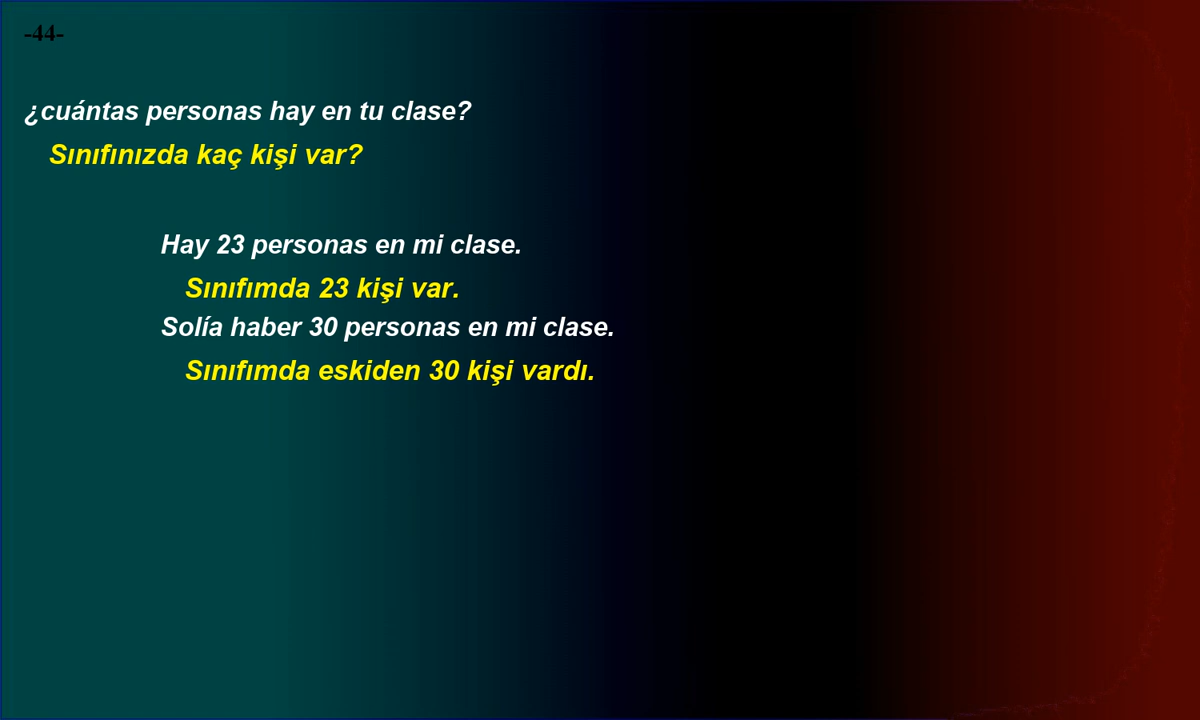 -44-
¿cuántas personas hay en tu clase?
Sınıfınızda kaç kişi var?
Hay 23 personas en mi clase.
Sınıfımda 23 kişi var.
Solía haber 30 personas en mi clase.
Sınıfımda eskiden 30 kişi vardı.